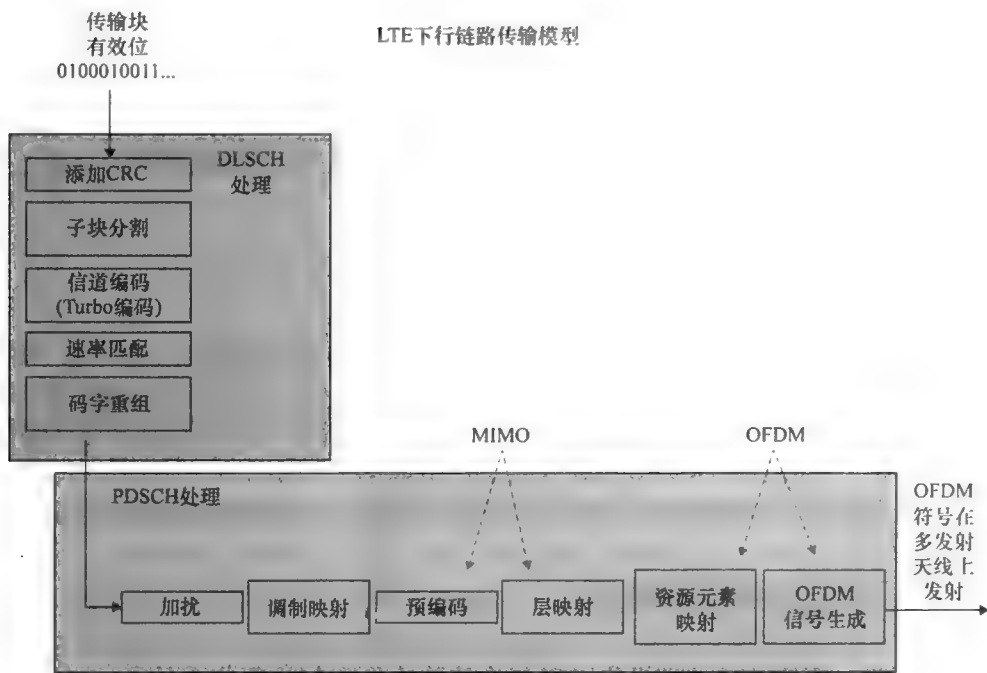 LTE下行链路传输模型
传输块
有效位
0100010011...
DLSCH
处理
添加CRC
子块分割
信道编码
(Turbo编码)
速率匹配
码字重组
MIMO
OFDM
PDSCH处理
加扰
调制映射
预编码
层映射
资源元素
映射
OFDM
信号生成
OFDM
符号在
多发射
天线上
发射